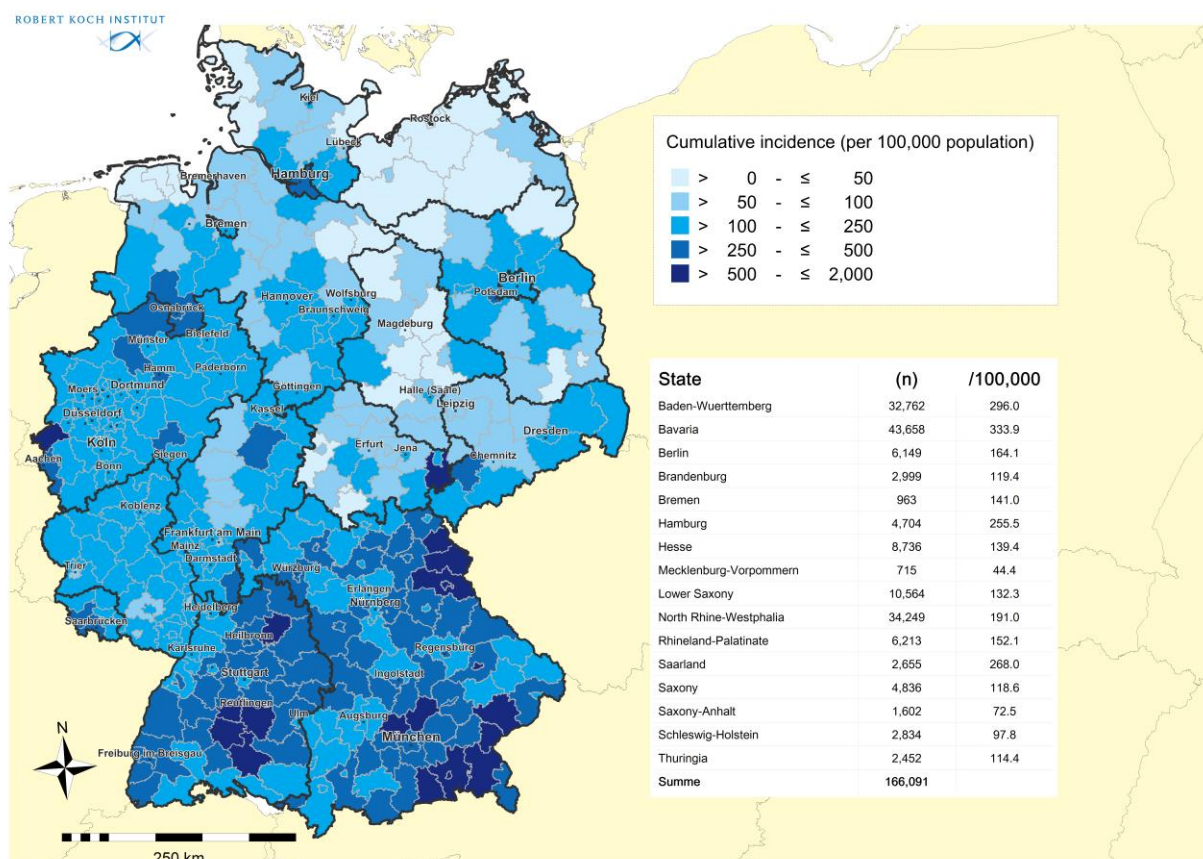 ROBERT KOCH INSTITUT
Kiel
Rostock
Lübeck
Bremerhaven
Hamburg
Bremen
Berlin
Potsdam
Hannover
Wolfsburg
Braunschweig
Osnabrück
Magdeburg
Münster
Bielefeld
Hamm
Paderborn
Moers
Dortmund
Göttingen
Halle (Saale)
Leipzig
Düsseldorf
Kassel
Dresden
Köln
Erfurt
Jena
Aachen
Siegen
Chemnitz
Bonn
Koblenz
Frankfurt am Main
Mainz
Darmstadt
Würzburg
Trier
Erlangen
Nürnberg
Heidelberg
Saarbrücken
Heilbronn
Karlsruhe
Regensburg
Stuttgart
Ingolstadt
Reutlingen
Ulm
Augsburg
München
Freiburg im Breisgau
N
250 km
Cumulative incidence (per 100,000 population)
> 0 - ≤ 50
> 50 - ≤ 100
> 100 - ≤ 250
> 250 - ≤ 500
> 500 - ≤ 2,000
State (n) /100,000
Baden-Wuerttemberg 32,762 296.0
Bavaria 43,658 333.9
Berlin 6,149 164.1
Brandenburg 2,999 119.4
Bremen 963 141.0
Hamburg 4,704 255.5
Hesse 8,736 139.4
Mecklenburg-Vorpommern 715 44.4
Lower Saxony 10,564 132.3
North Rhine-Westphalia 34,249 191.0
Rhineland-Palatinate 6,213 152.1
Saarland 2,655 268.0
Saxony 4,836 118.6
Saxony-Anhalt 1,602 72.5
Schleswig-Holstein 2,834 97.8
Thuringia 2,452 114.4
Summe 166,091